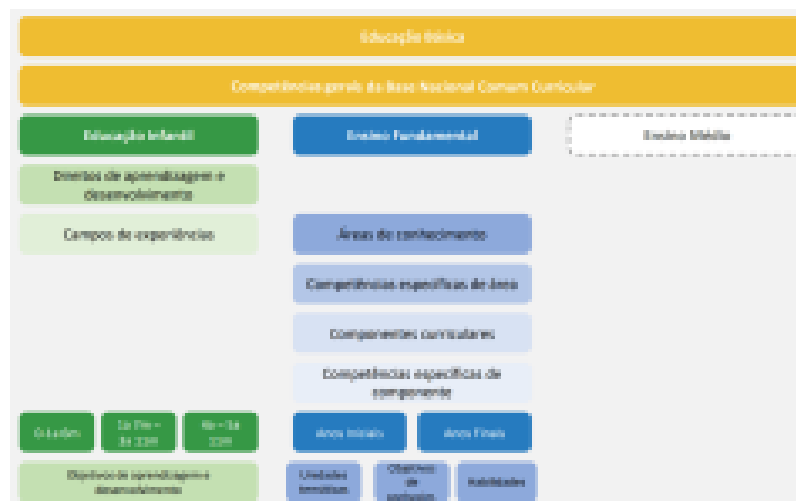 Educação Básica
Competências gerais da Base Nacional Comum Curricular
Educação Infantil
Ensino Fundamental
Ensino Médio
Direitos de aprendizagem e
desenvolvimento
Campos de experiências
Áreas de conhecimento
Competências específicas de área
Componentes curriculares
Competências específicas de
componente
Anos Iniciais
Anos Finais
Objetivos de aprendizagem e
desenvolvimento
Unidades
temáticas
Objetivos
de
Habilidades